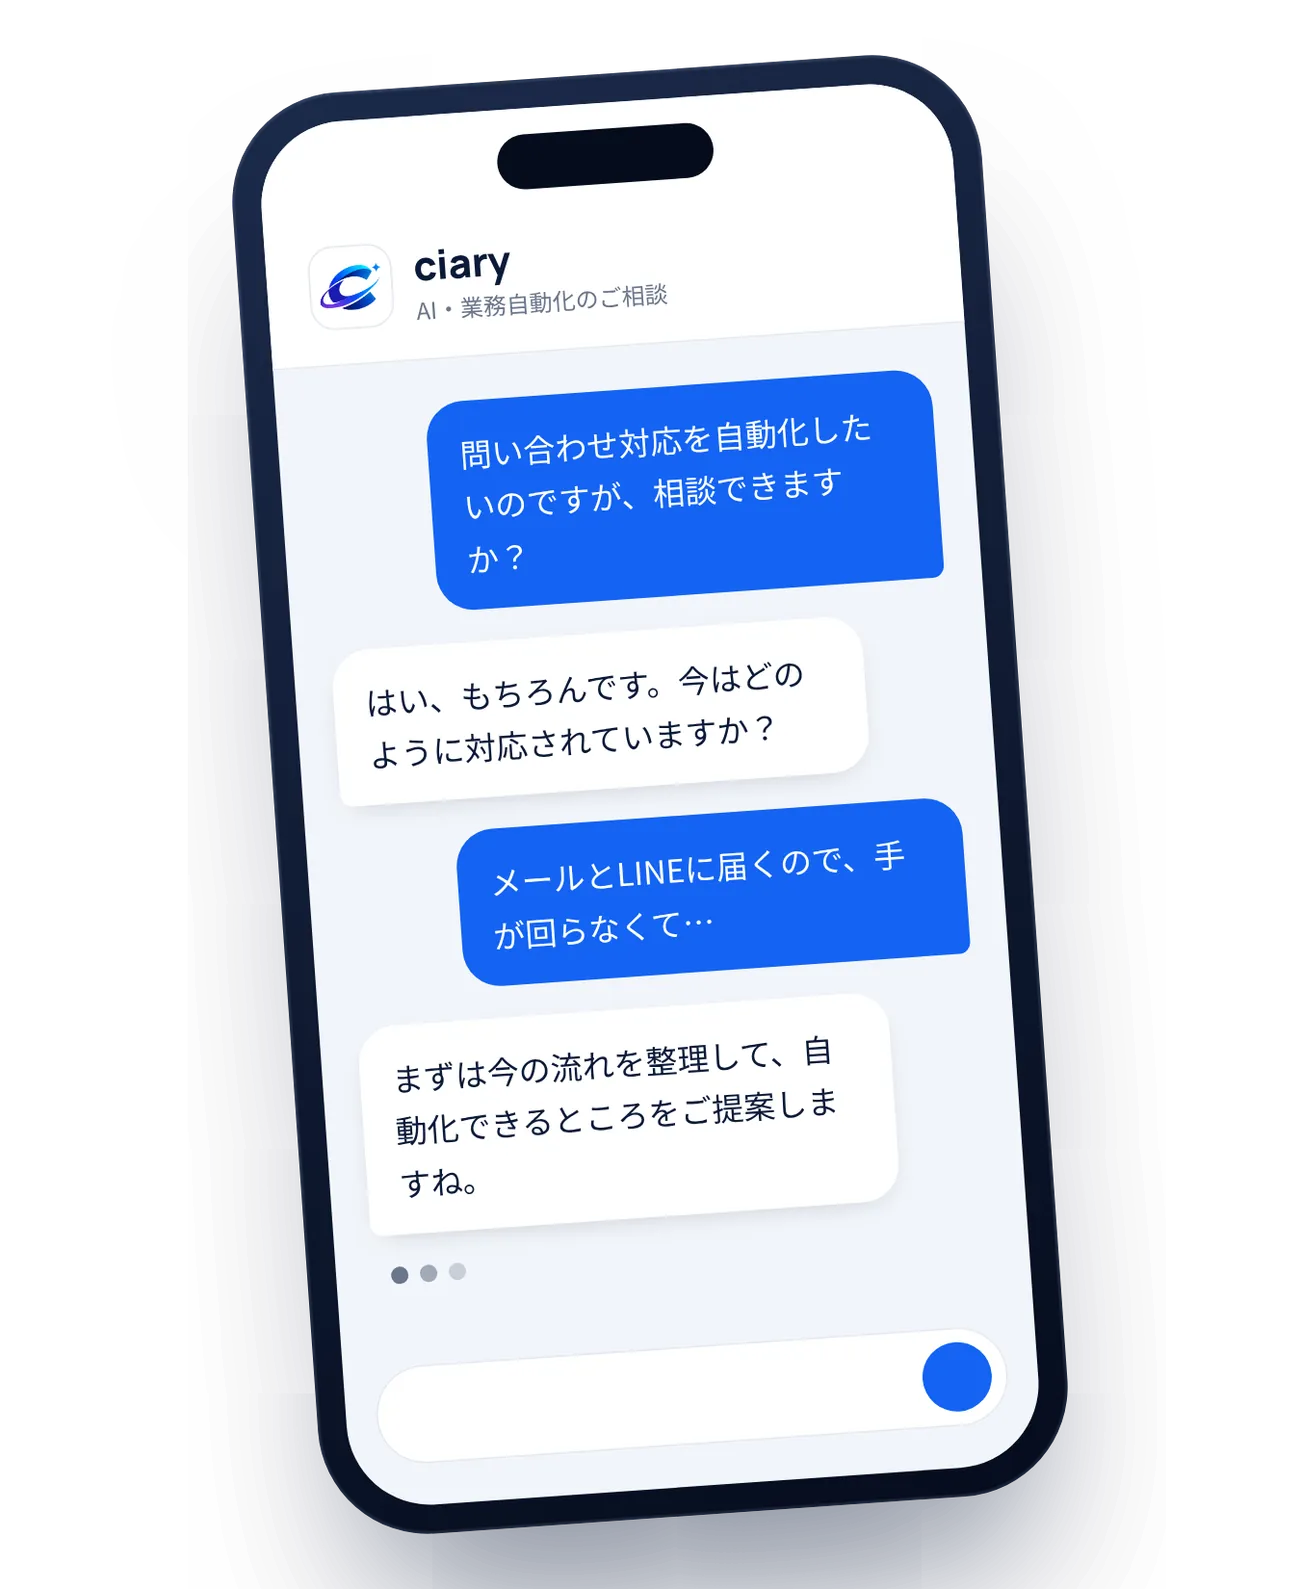 ciary
AI・業務自動化のご相談
問い合わせ対応を自動化した
いのですが、相談できます
か？
はい、もちろんです。今はどの
ように対応されていますか？
メールとLINEに届くので、手
が回らなくて…
まずは今の流れを整理して、自
動化できるところをご提案しま
すね。